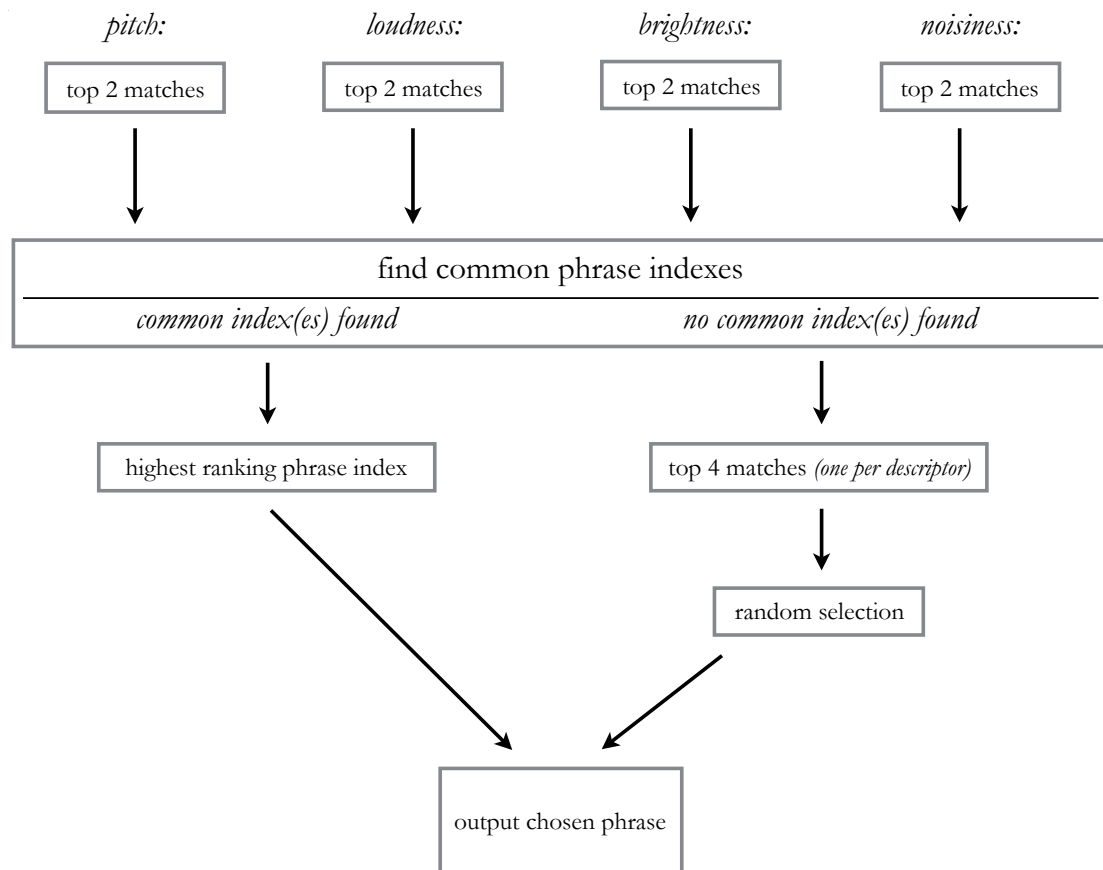 pitch:
loudness:
brightness:
noisiness:
top 2 matches
top 2 matches
top 2 matches
top 2 matches
find common phrase indexes
common index(es) found
no common index(es) found
highest ranking phrase index
top 4 matches (one per descriptor)
random selection
output chosen phrase